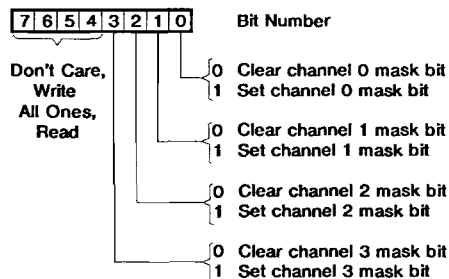 7 6 5 4 3 2 1 0 Bit Number
Don't Care,
Write
All Ones,
Read
0 Clear channel 0 mask bit
1 Set channel 0 mask bit
0 Clear channel 1 mask bit
1 Set channel 1 mask bit
0 Clear channel 2 mask bit
1 Set channel 2 mask bit
0 Clear channel 3 mask bit
1 Set channel 3 mask bit